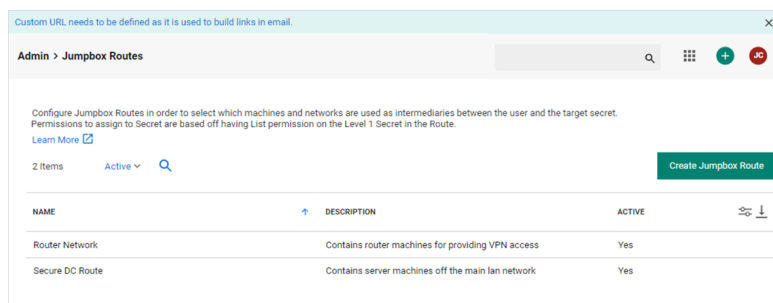 Custom URL needs to be defined as it is used to build links in email.
Admin > Jumpbox Routes
JC
Configure Jumpbox Routes in order to select which machines and networks are used as intermediaries between the user and the target secret.
Permissions to assign to Secret are based off having List permission on the Level 1 Secret in the Route.
Learn More
2 Items Active Create Jumpbox Route
NAME DESCRIPTION ACTIVE
Router Network Contains router machines for providing VPN access Yes
Secure DC Route Contains server machines off the main lan network Yes